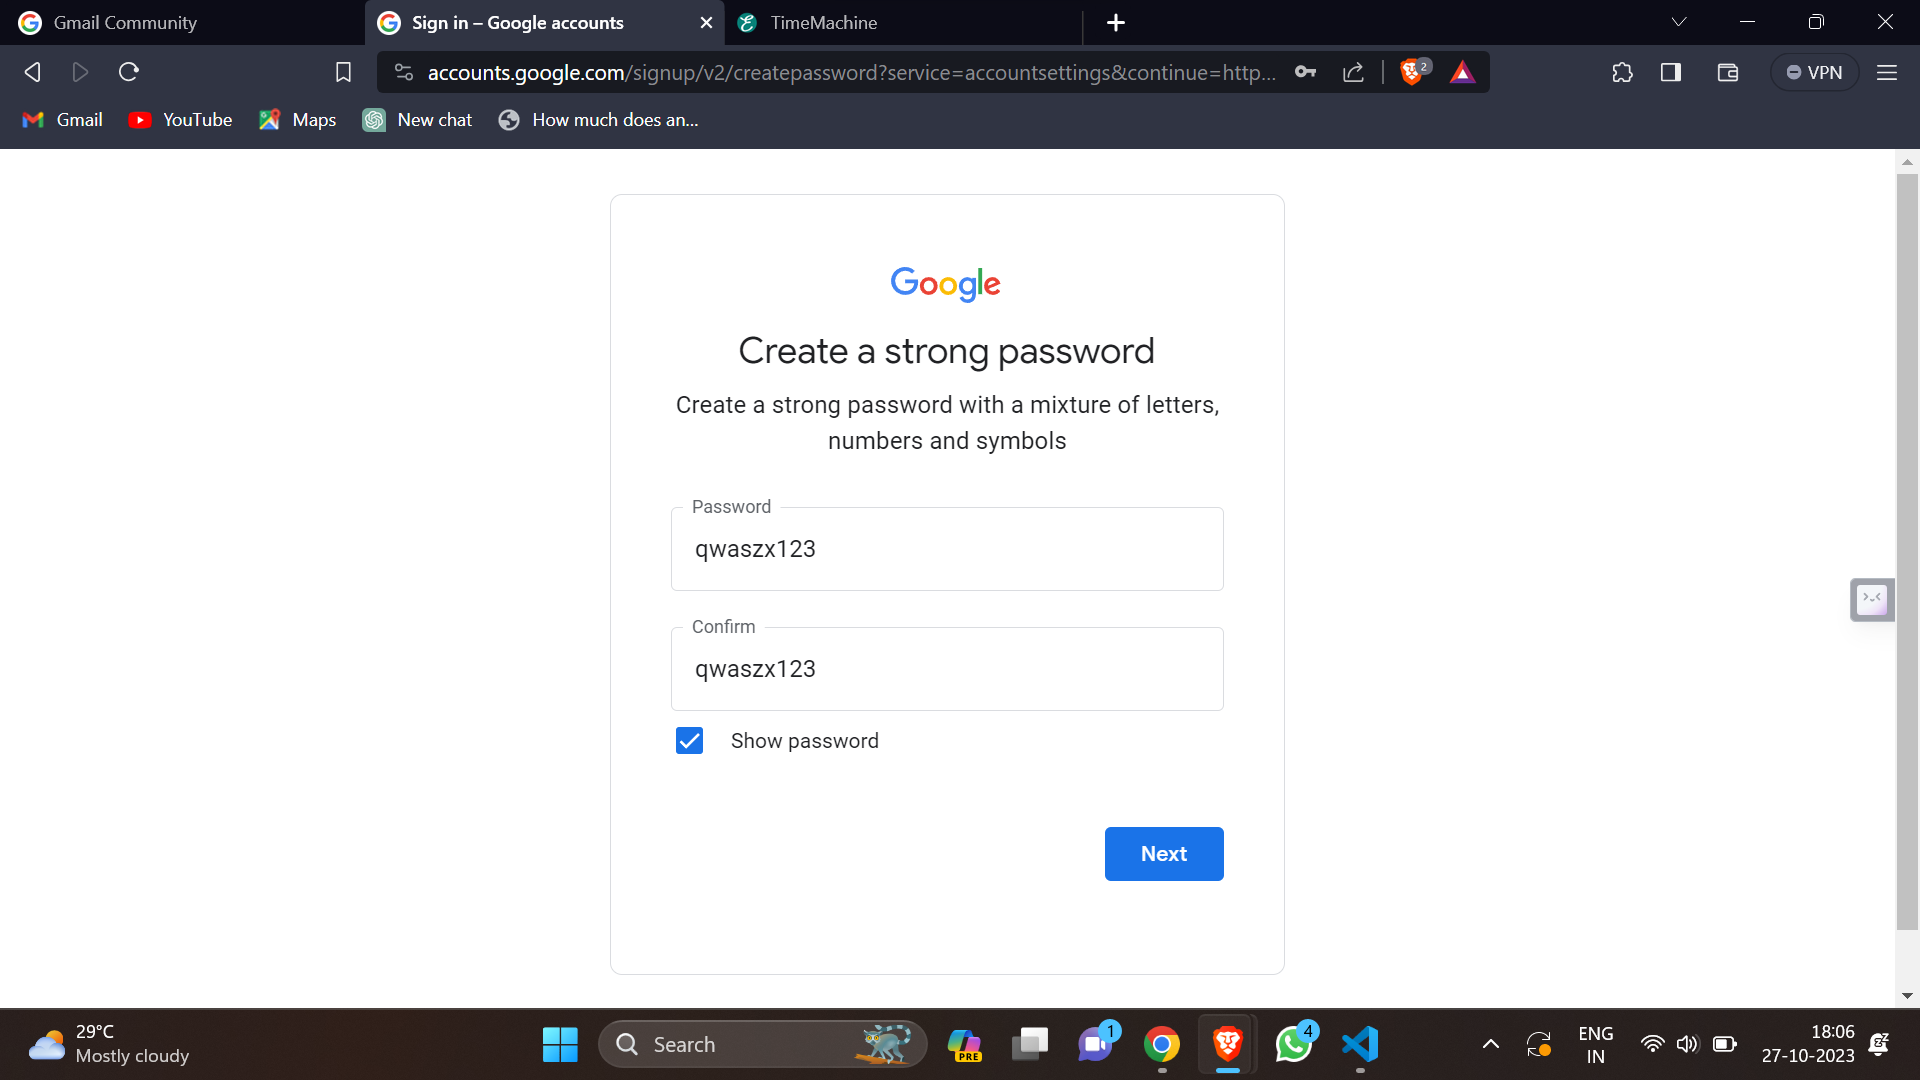 Gmail Community
Sign in – Google accounts
TimeMachine
accounts.google.com/signup/v2/createpassword?service=accountsettings&continue=http...
2
VPN
Gmail
YouTube
Maps
New chat
How much does an...
Google
Create a strong password
Create a strong password with a mixture of letters,
numbers and symbols
Password
qwaszx123
Confirm
qwaszx123
Show password
Next
29°C
Mostly cloudy
Search
PRE
1
4
ENG
IN
18:06
27-10-2023